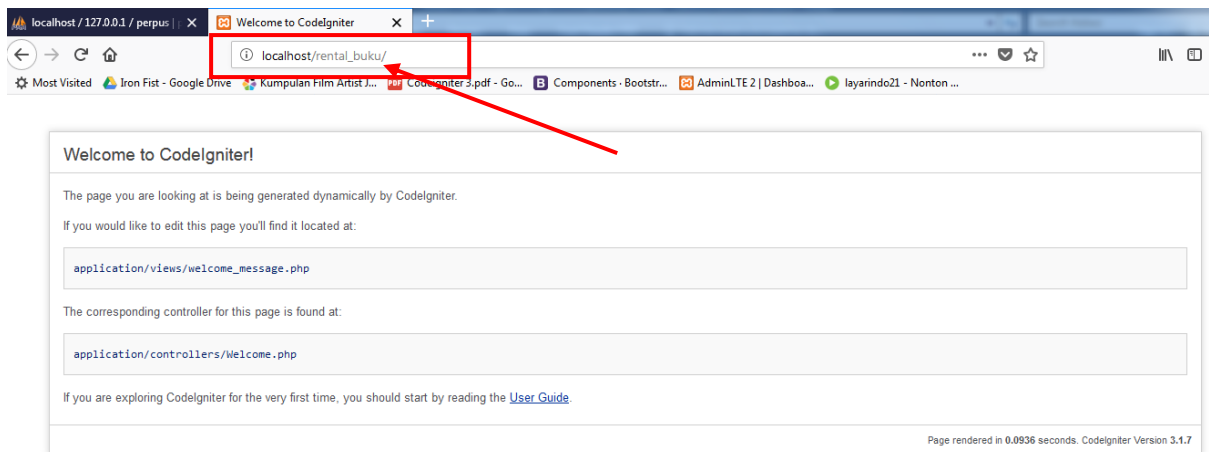 localhost / 127.0.0.1 / perpus | p
Welcome to CodeIgniter
localhost/rental_buku/
Most Visited Iron Fist - Google Drive Kumpulan Film Artist J... CodeIgniter 3.pdf - Go... Components · Bootstr... AdminLTE 2 | Dashboa... layarindo21 - Nonton ...
Welcome to CodeIgniter!
The page you are looking at is being generated dynamically by CodeIgniter.
If you would like to edit this page you'll find it located at:
application/views/welcome_message.php
The corresponding controller for this page is found at:
application/controllers/Welcome.php
If you are exploring CodeIgniter for the very first time, you should start by reading the User Guide.
Page rendered in 0.0936 seconds. CodeIgniter Version 3.1.7